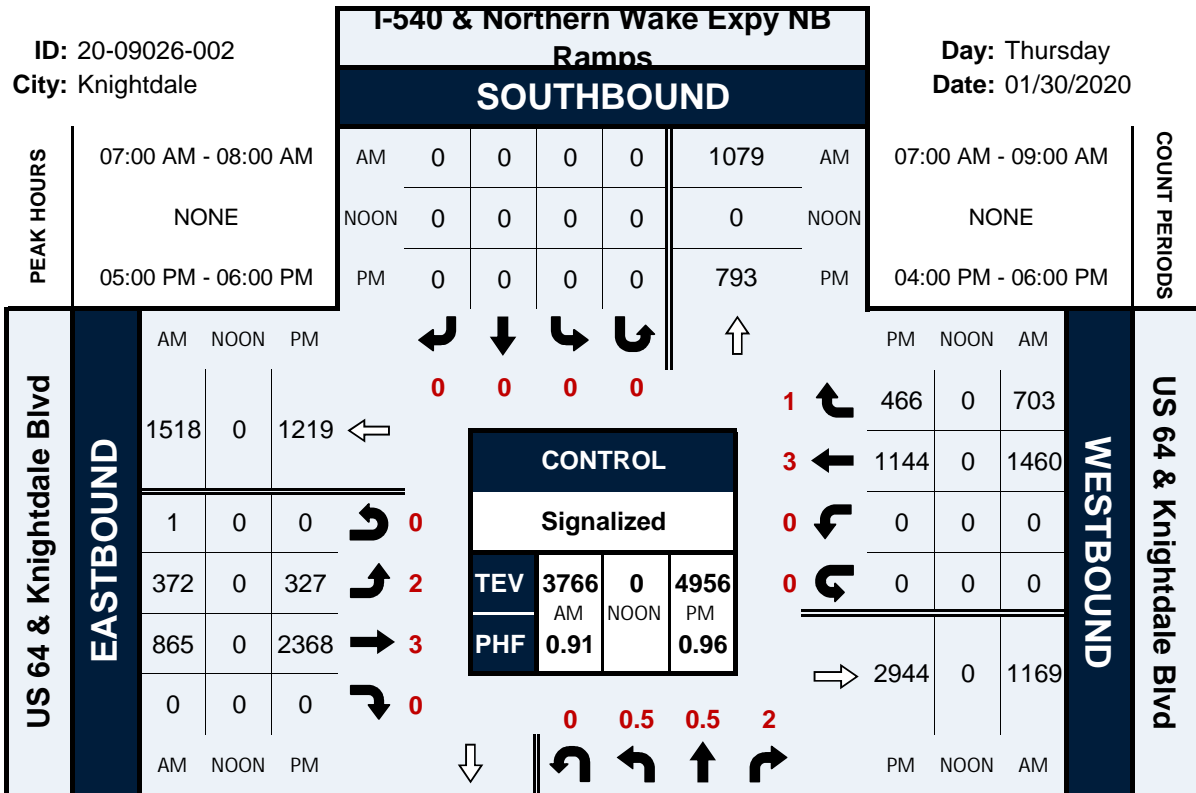 I-540 & Northern Wake Expy NB
Ramps
ID: 20-09026-002
City: Knightdale
Day: Thursday
Date: 01/30/2020
SOUTHBOUND
PEAK HOURS
07:00 AM - 08:00 AM
NONE
05:00 PM - 06:00 PM
AM 0 0 0 0 1079 AM
NOON 0 0 0 0 0 NOON
PM 0 0 0 0 793 PM
07:00 AM - 09:00 AM
NONE
04:00 PM - 06:00 PM
COUNT PERIODS
0 0 0 0
US 64 & Knightdale Blvd
EASTBOUND
AM NOON PM
1518 0 1219
1 0 0 0
372 0 327 2
865 0 2368 3
0 0 0 0
AM NOON PM
CONTROL
Signalized
TEV 3766 0 4956
AM NOON PM
PHF 0.91 0.96
PM NOON AM
1 466 0 703
3 1144 0 1460
0 0 0 0
0 0 0 0
2944 0 1169
PM NOON AM
WESTBOUND
US 64 & Knightdale Blvd
0 0.5 0.5 2